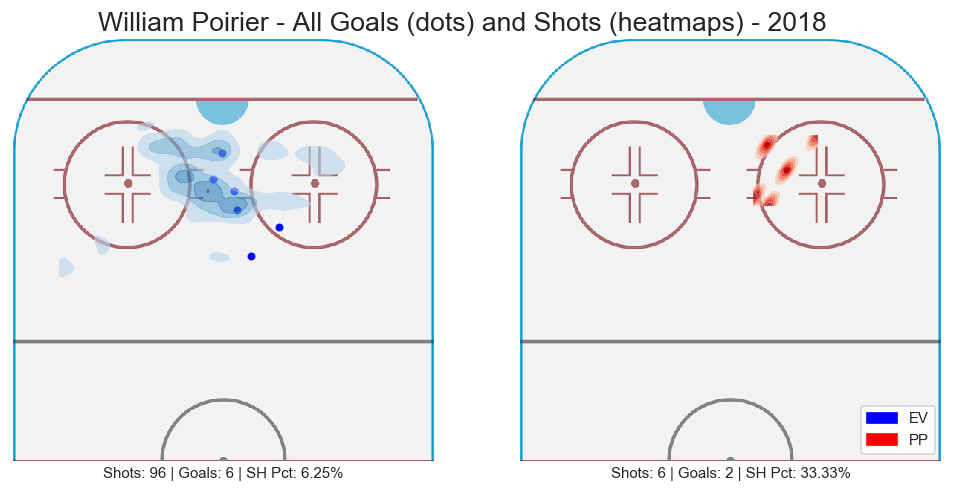 William Poirier - All Goals (dots) and Shots (heatmaps) - 2018
EV
PP
Shots: 96 | Goals: 6 | SH Pct: 6.25%
Shots: 6 | Goals: 2 | SH Pct: 33.33%